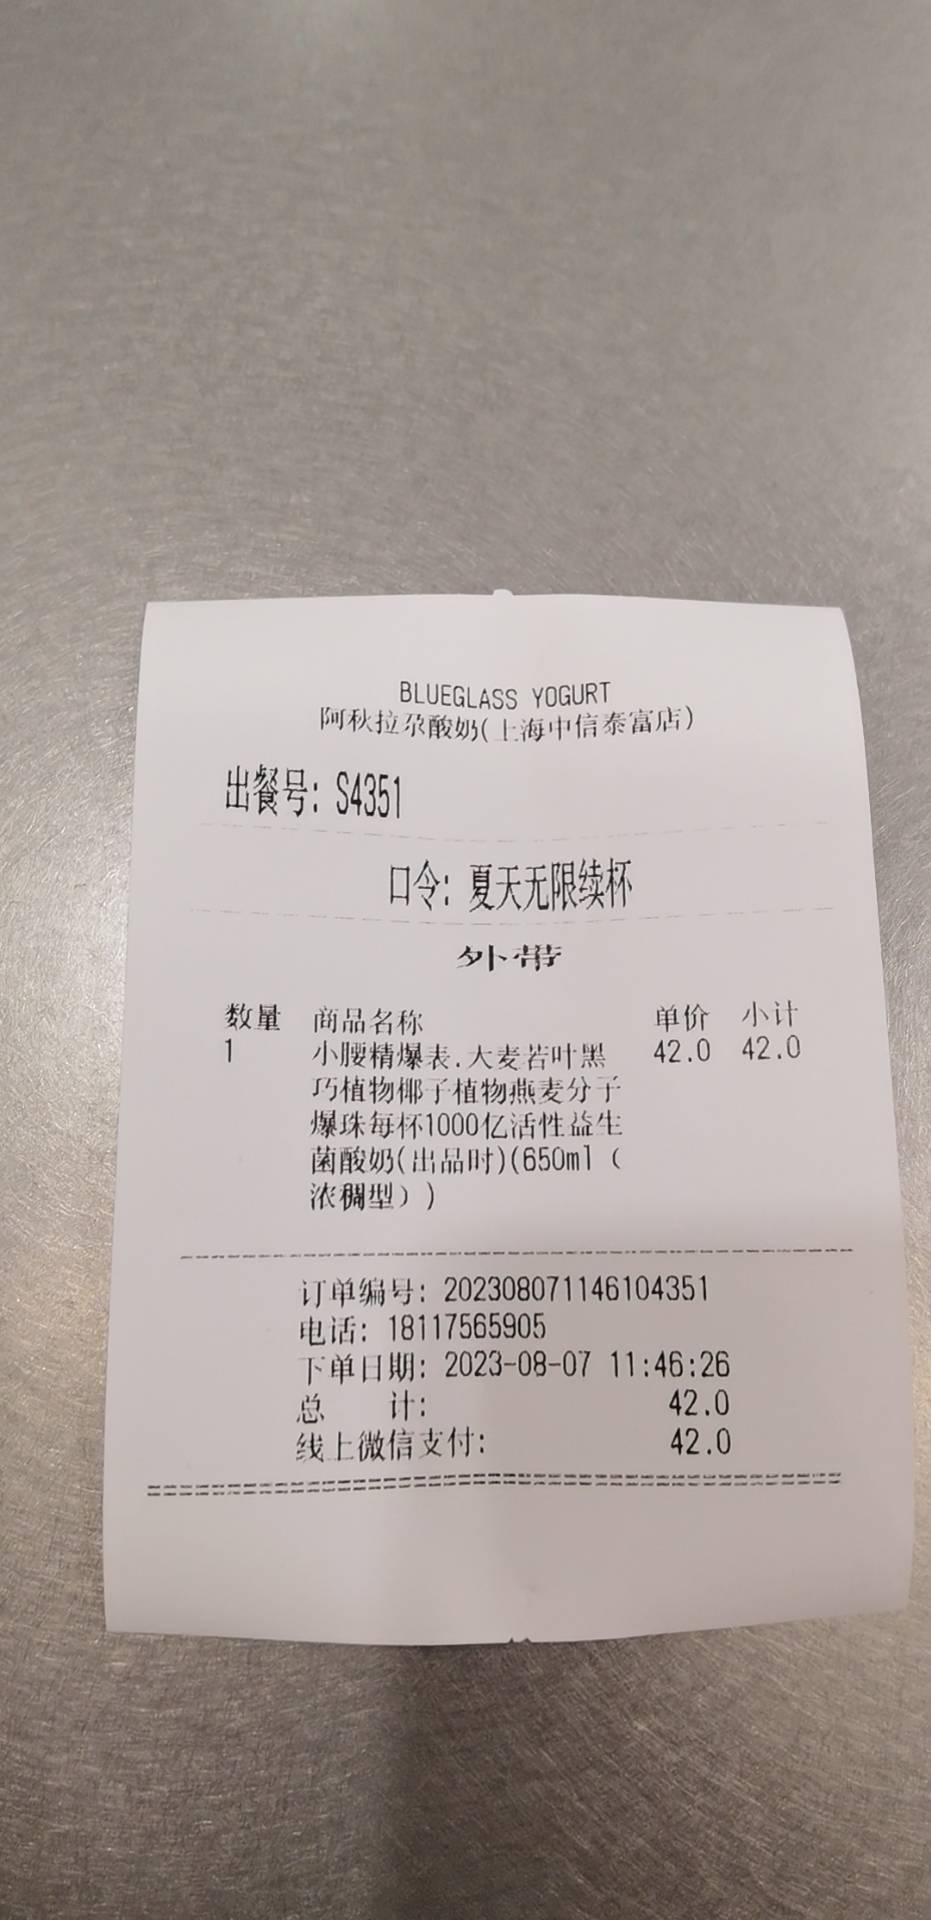 BLUEGLASS YOGURT
阿秋拉尕酸奶(上海中信泰富店)
出餐号: S4351
口令: 夏天无限续杯
外带
数量 商品名称 单价 小计
1 小腰精爆表.大麦若叶黑 42.0 42.0
巧植物椰子植物燕麦分子
爆珠每杯1000亿活性益生
菌酸奶(出品时)(650ml（
浓稠型）)
订单编号: 202308071146104351
电话: 18117565905
下单日期: 2023-08-07 11:46:26
总 计: 42.0
线上微信支付: 42.0